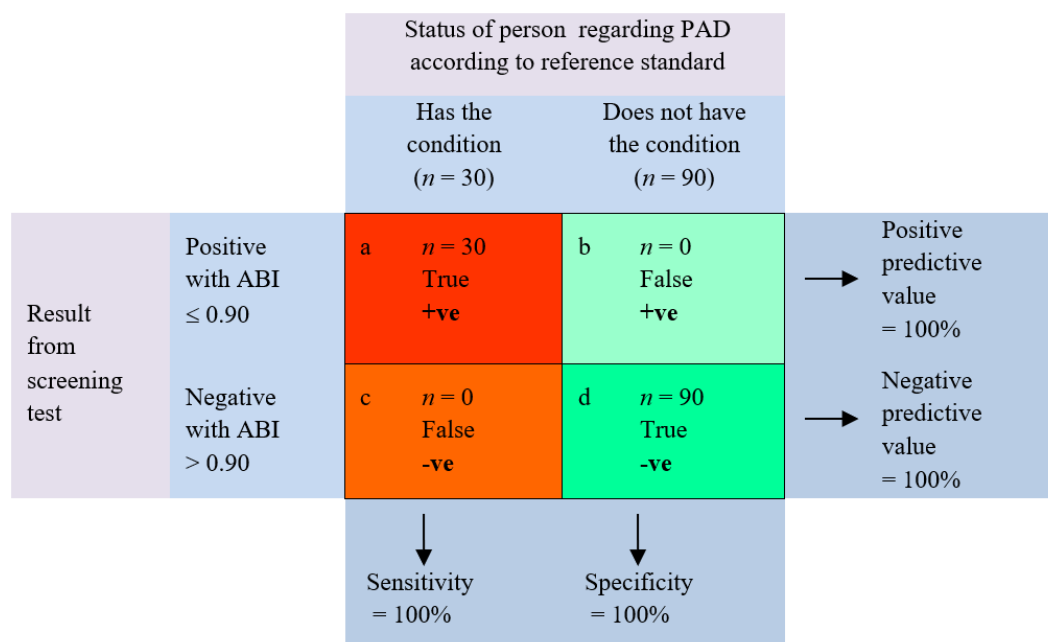 Status of person regarding PAD
according to reference standard
Has the
condition
(n = 30)
Does not have
the condition
(n = 90)
Result
from
screening
test
Positive
with ABI
≤ 0.90
a n = 30
True
+ve
b n = 0
False
+ve
Positive
predictive
value
= 100%
Negative
with ABI
> 0.90
c n = 0
False
-ve
d n = 90
True
-ve
Negative
predictive
value
= 100%
Sensitivity
= 100%
Specificity
= 100%